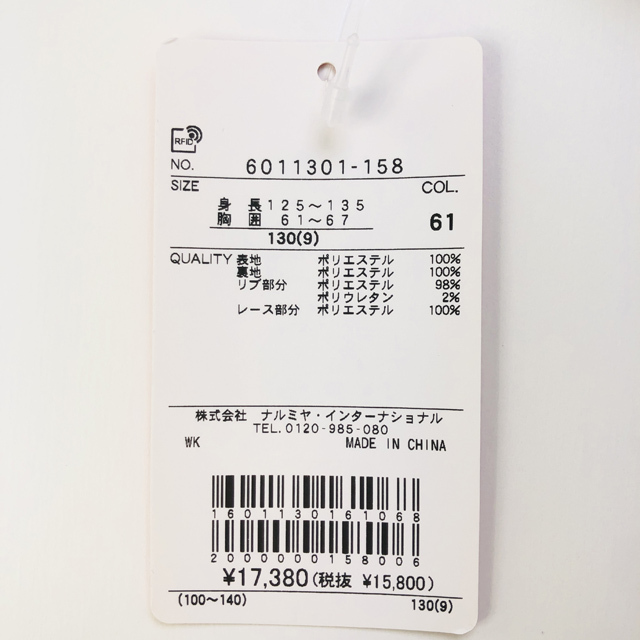 RFID
NO. 6011301-158
SIZE COL.
身長 125~135
胸囲 61~67
61
130(9)
QUALITY 表地 ポリエステル 100%
裏地 ポリエステル 100%
リブ部分 ポリエステル 98%
ポリウレタン 2%
レース部分 ポリエステル 100%
株式会社 ナルミヤ・インターナショナル
TEL.0120-985-080
WK MADE IN CHINA
1601130161068
2000000158006
¥17,380(税抜 ¥15,800)
(100~140) 130(9)